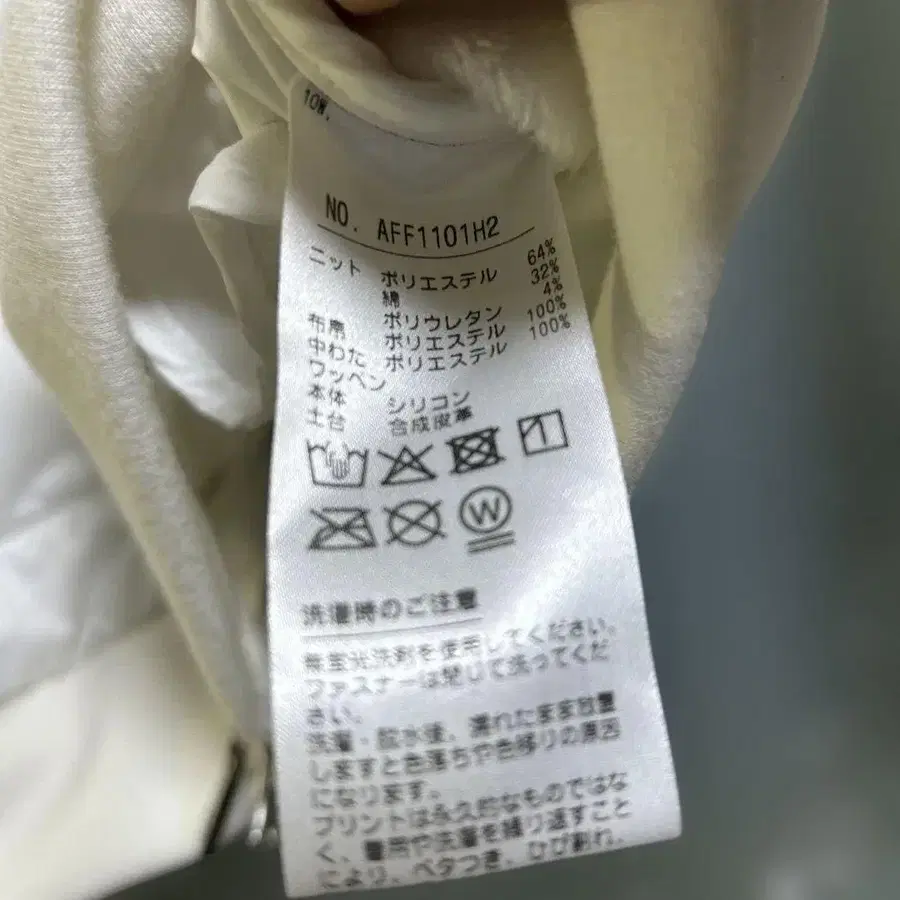 10W.
NO. AFF1101H2
ニット ポリエステル 64%
綿 32%
ポリウレタン 4%
布帛 ポリエステル 100%
中わた ポリエステル 100%
ワッペン
本体 シリコン
土台 合成皮革
W
洗濯時のご注意
無蛍光洗剤を使用してください。
ファスナーは閉じて洗ってくだ
さい。
洗濯・脱水後、濡れたまま放置
しますと色落ちや色移りの原因
になります。
プリントは永久的なものではな
く、着用や洗濯を繰り返すこと
により、ベタつき、ひび割れ、